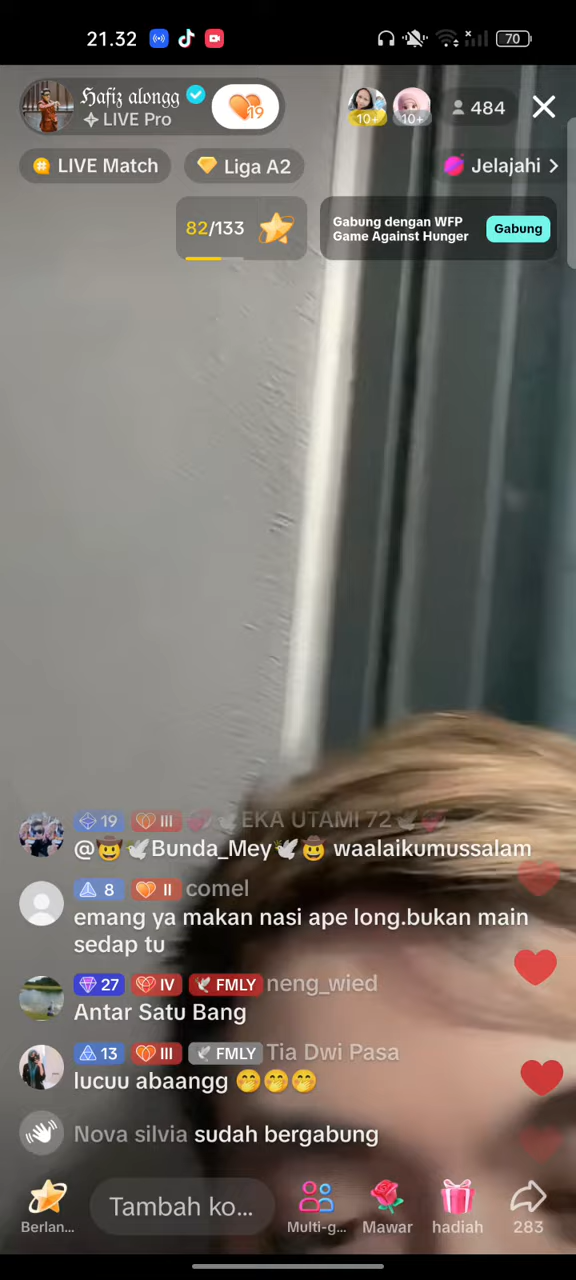 21.32
70
Hafiz alongg
LIVE Pro
19
10+
10+
484
LIVE Match
Liga A2
Jelajahi >
82/133
Gabung dengan WFP
Game Against Hunger
Gabung
19 III EKA UTAMI 72
@🤠🕊Bunda_Mey🕊🤠 waalaikumussalam
8 II comel
emang ya makan nasi ape long.bukan main
sedap tu
27 IV FMLY neng_wied
Antar Satu Bang
13 III FMLY Tia Dwi Pasa
lucuu abaangg 🤭🤭🤭
Nova silvia sudah bergabung
Tambah ko...
Berlan...
Multi-g...
Mawar
hadiah
283